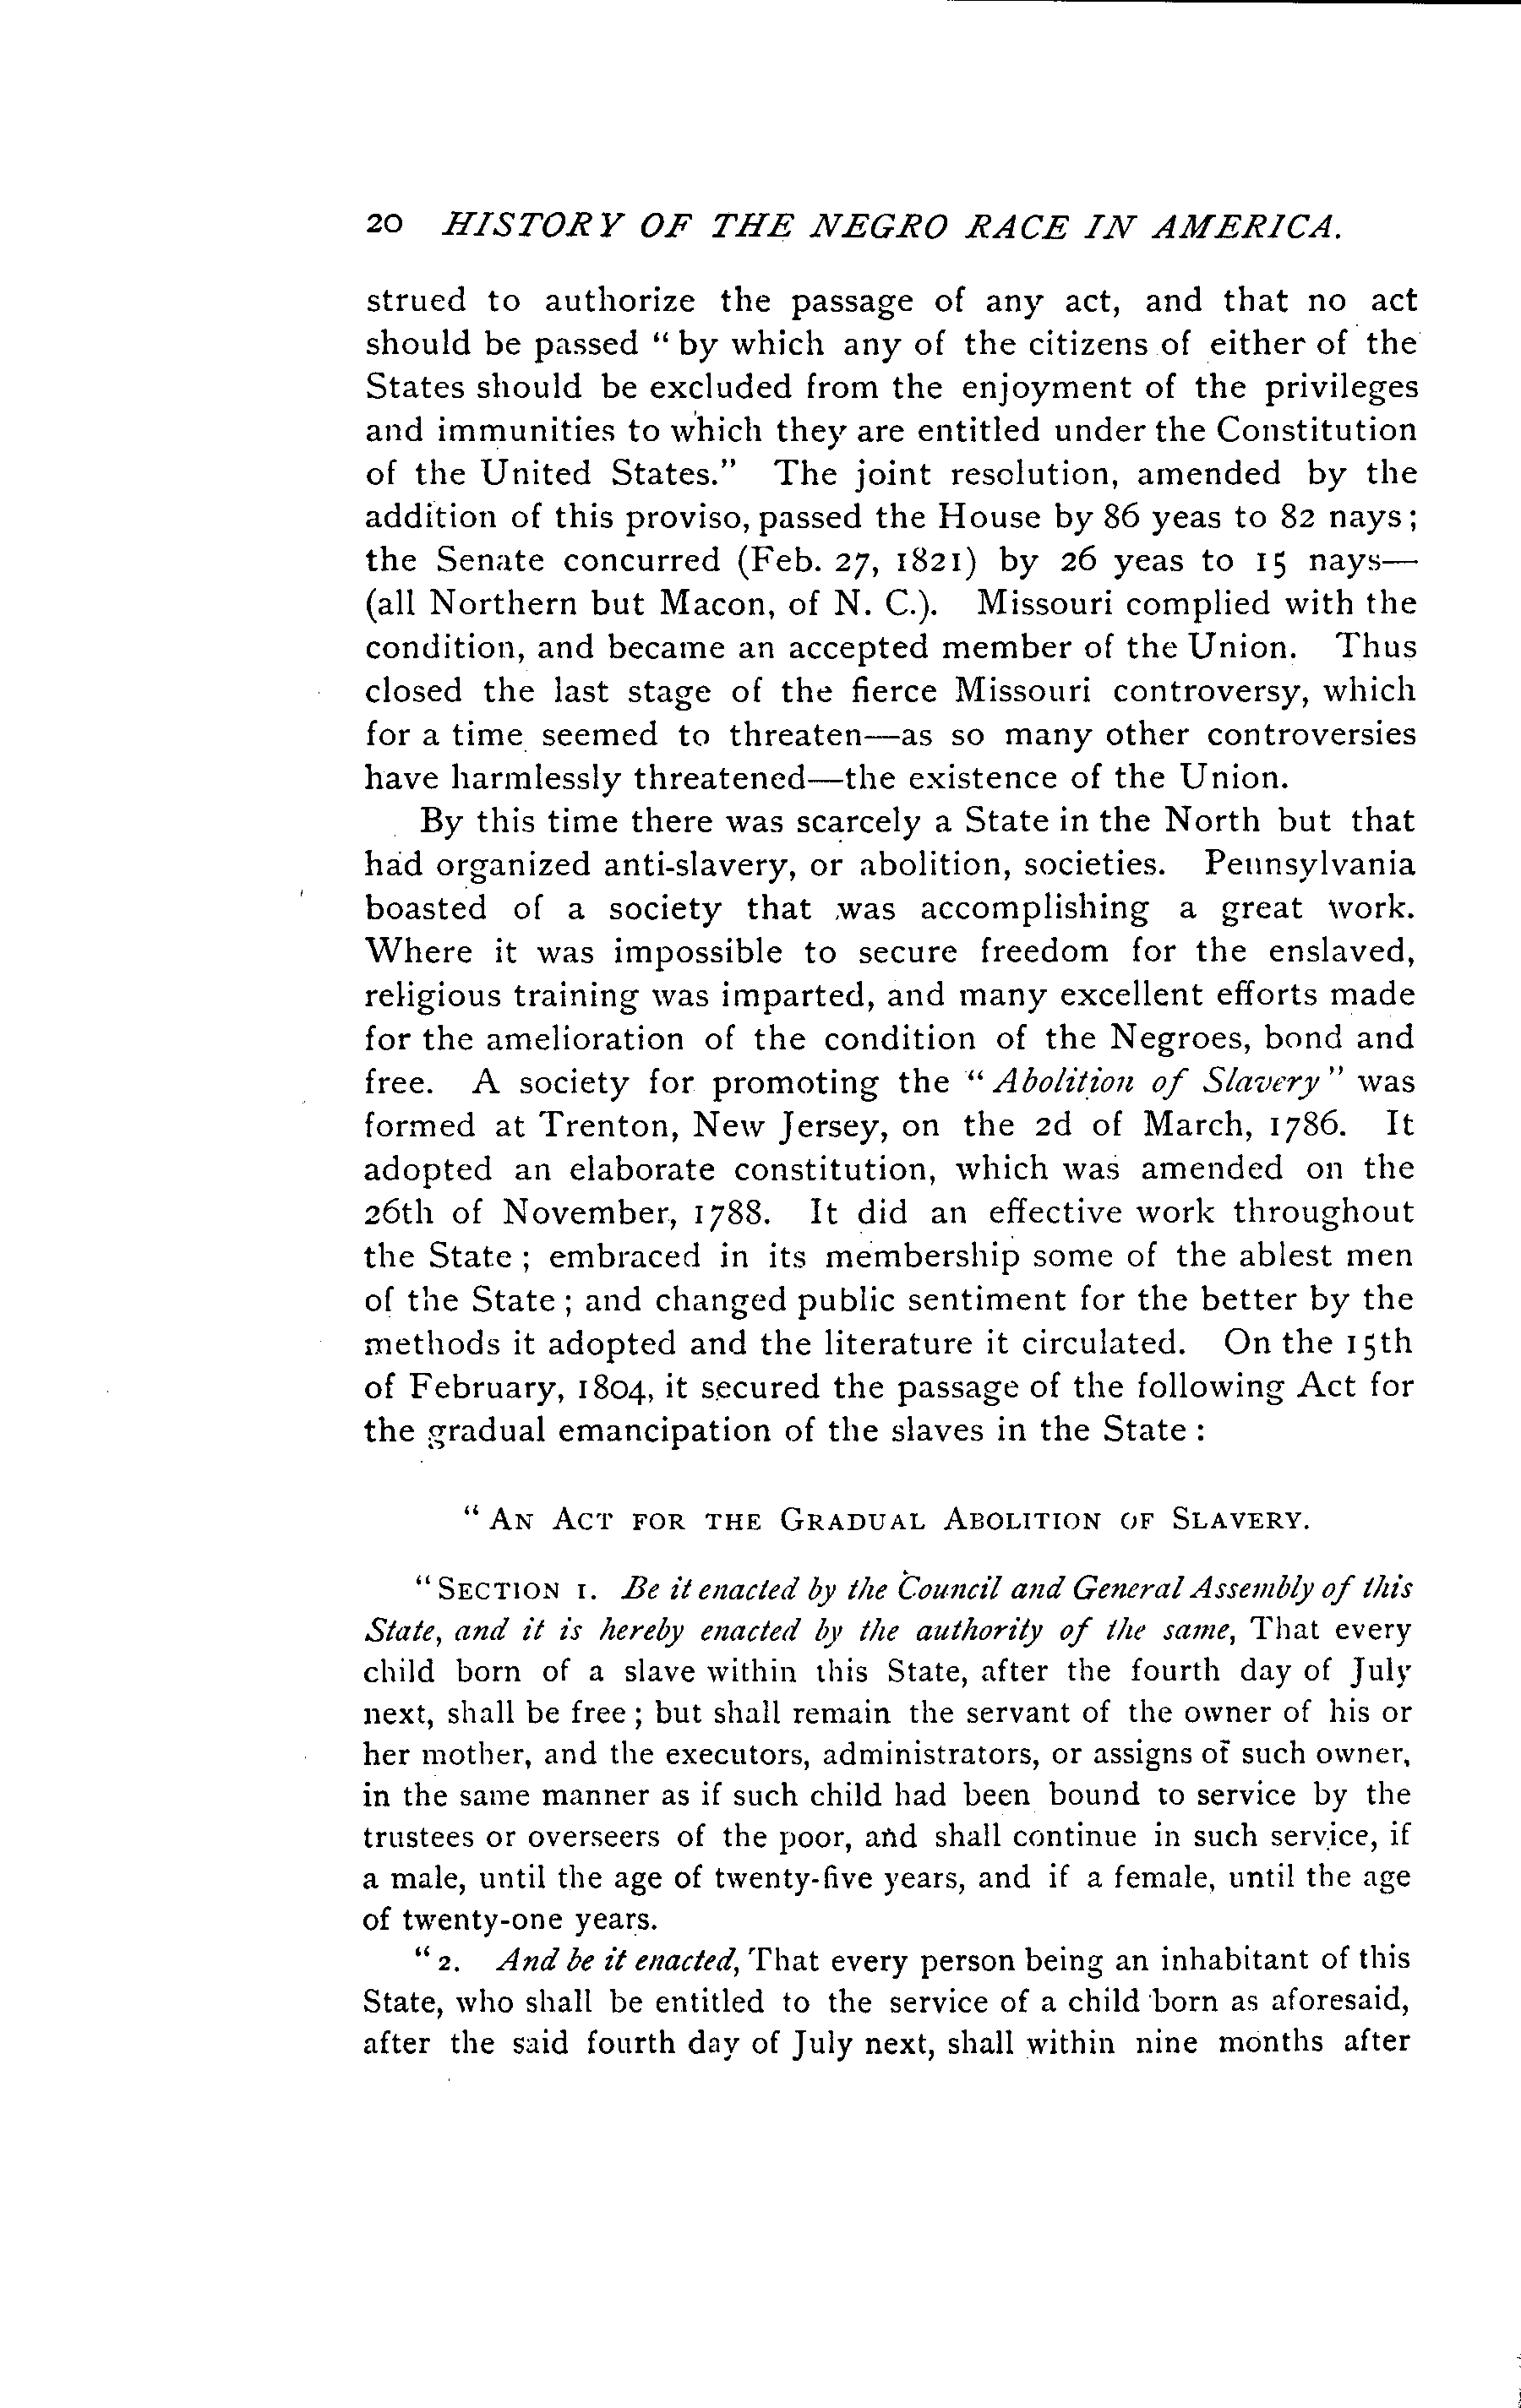 20 HISTORY OF THE NEGRO RACE IN AMERICA.
strued to authorize the passage of any act, and that no act
should be passed " by which any of the citizens of either of the
States should be excluded from the enjoyment of the privileges
and immunities to which they are entitled under the Constitution
of the United States." The joint resolution, amended by the
addition of this proviso, passed the House by 86 yeas to 82 nays;
the Senate concurred (Feb. 27, 1821) by 26 yeas to 15 nays—
(all Northern but Macon, of N. C.). Missouri complied with the
condition, and became an accepted member of the Union. Thus
closed the last stage of the fierce Missouri controversy, which
for a time seemed to threaten—as so many other controversies
have harmlessly threatened—the existence of the Union.
By this time there was scarcely a State in the North but that
had organized anti-slavery, or abolition, societies. Pennsylvania
boasted of a society that was accomplishing a great work.
Where it was impossible to secure freedom for the enslaved,
religious training was imparted, and many excellent efforts made
for the amelioration of the condition of the Negroes, bond and
free. A society for promoting the " Abolition of Slavery " was
formed at Trenton, New Jersey, on the 2d of March, 1786. It
adopted an elaborate constitution, which was amended on the
26th of November, 1788. It did an effective work throughout
the State ; embraced in its membership some of the ablest men
of the State ; and changed public sentiment for the better by the
methods it adopted and the literature it circulated. On the 15th
of February, 1804, it secured the passage of the following Act for
the gradual emancipation of the slaves in the State :
" AN ACT FOR THE GRADUAL ABOLITION OF SLAVERY.
" SECTION 1. Be it enacted by the Council and General Assembly of this
State, and it is hereby enacted by the authority of the same, That every
child born of a slave within this State, after the fourth day of July
next, shall be free ; but shall remain the servant of the owner of his or
her mother, and the executors, administrators, or assigns of such owner,
in the same manner as if such child had been bound to service by the
trustees or overseers of the poor, and shall continue in such service, if
a male, until the age of twenty-five years, and if a female, until the age
of twenty-one years.
" 2. And be it enacted, That every person being an inhabitant of this
State, who shall be entitled to the service of a child born as aforesaid,
after the said fourth day of July next, shall within nine months after